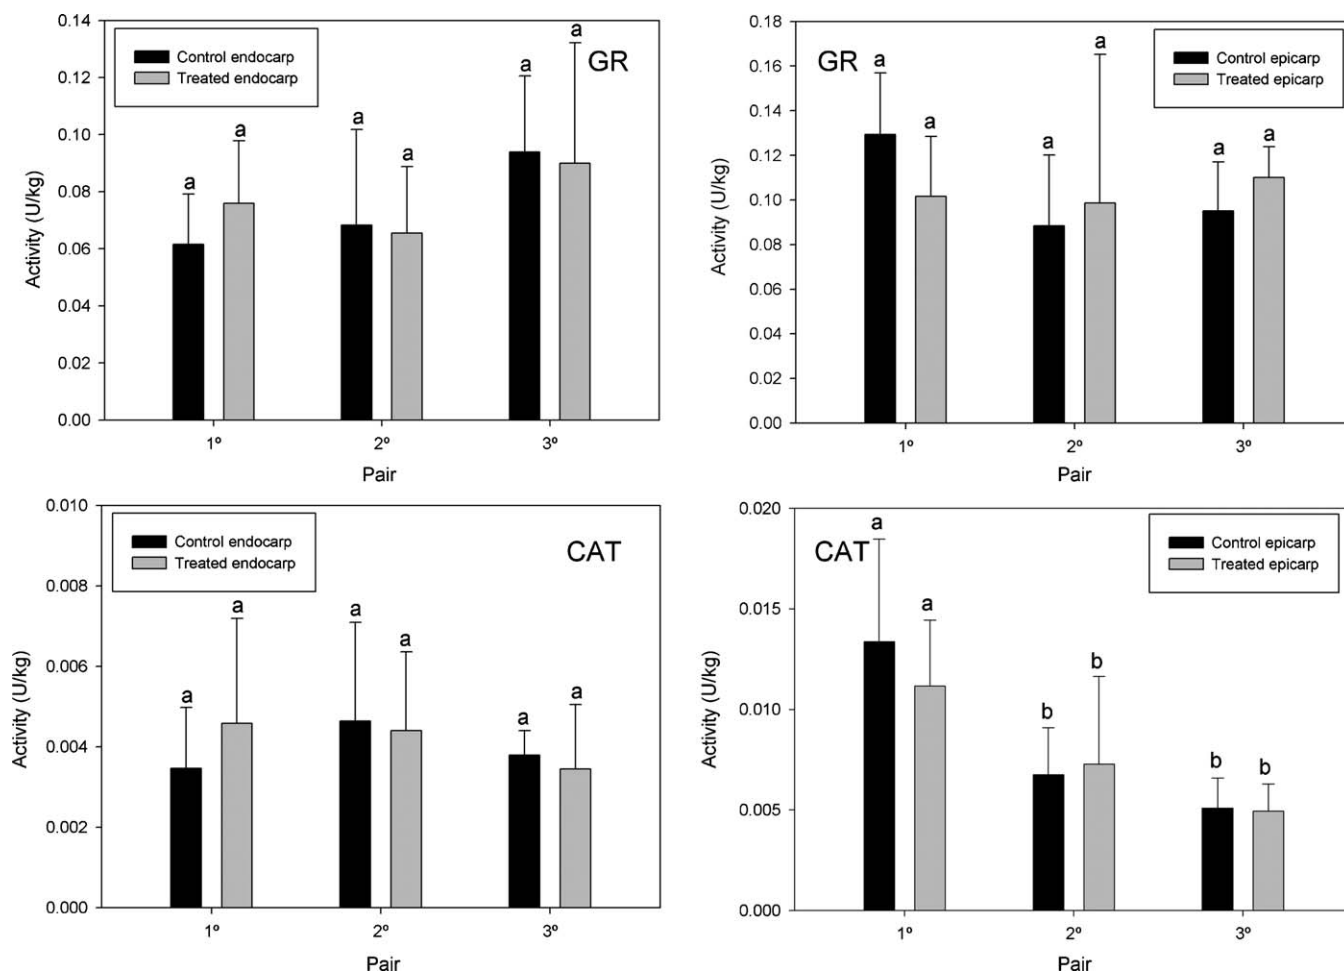 Control endocarp
Treated endocarp
GR
a
a
a
a
a
a
0.14
0.12
0.10
0.08
0.06
0.04
0.02
0.00
Activity (U/kg)
1º
2º
3º
Pair
Control epicarp
Treated epicarp
GR
a
a
a
a
a
a
0.18
0.16
0.14
0.12
0.10
0.08
0.06
0.04
0.02
0.00
Activity (U/kg)
1º
2º
3º
Pair
Control endocarp
Treated endocarp
CAT
a
a
a
a
a
a
0.010
0.008
0.006
0.004
0.002
0.000
Activity (U/kg)
1º
2º
3º
Pair
Control epicarp
Treated epicarp
CAT
a
a
b
b
b
b
0.020
0.015
0.010
0.005
0.000
Activity (U/kg)
1º
2º
3º
Pair